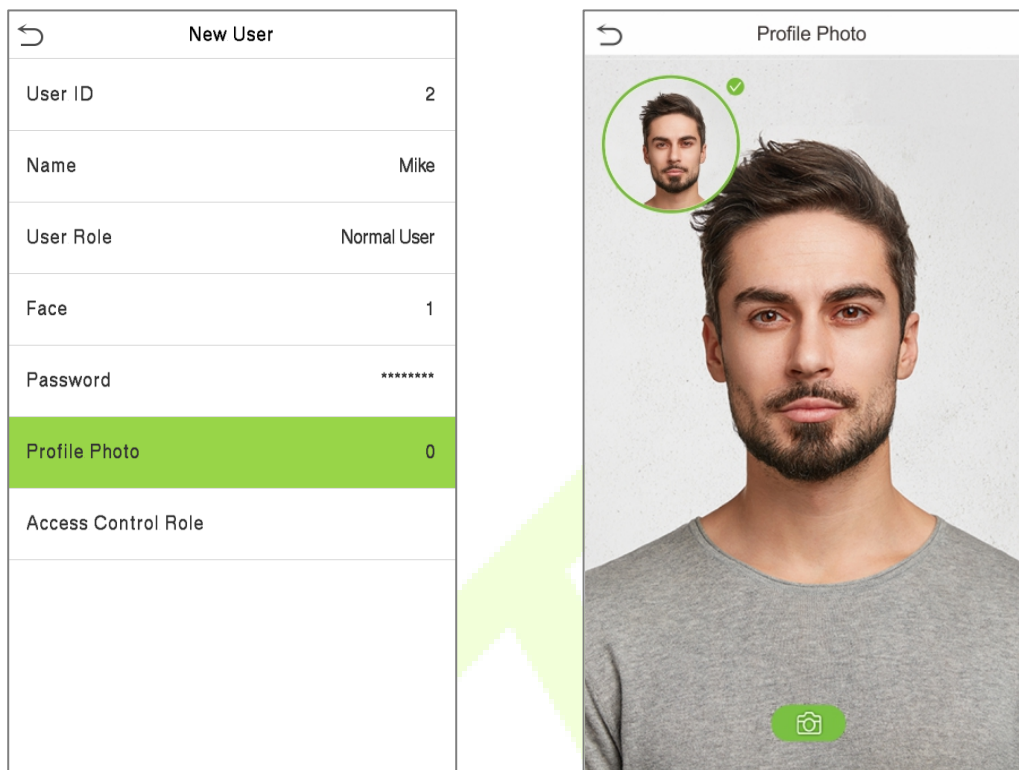 New User
User ID 2
Name Mike
User Role Normal User
Face 1
Password ********
Profile Photo 0
Access Control Role
Profile Photo